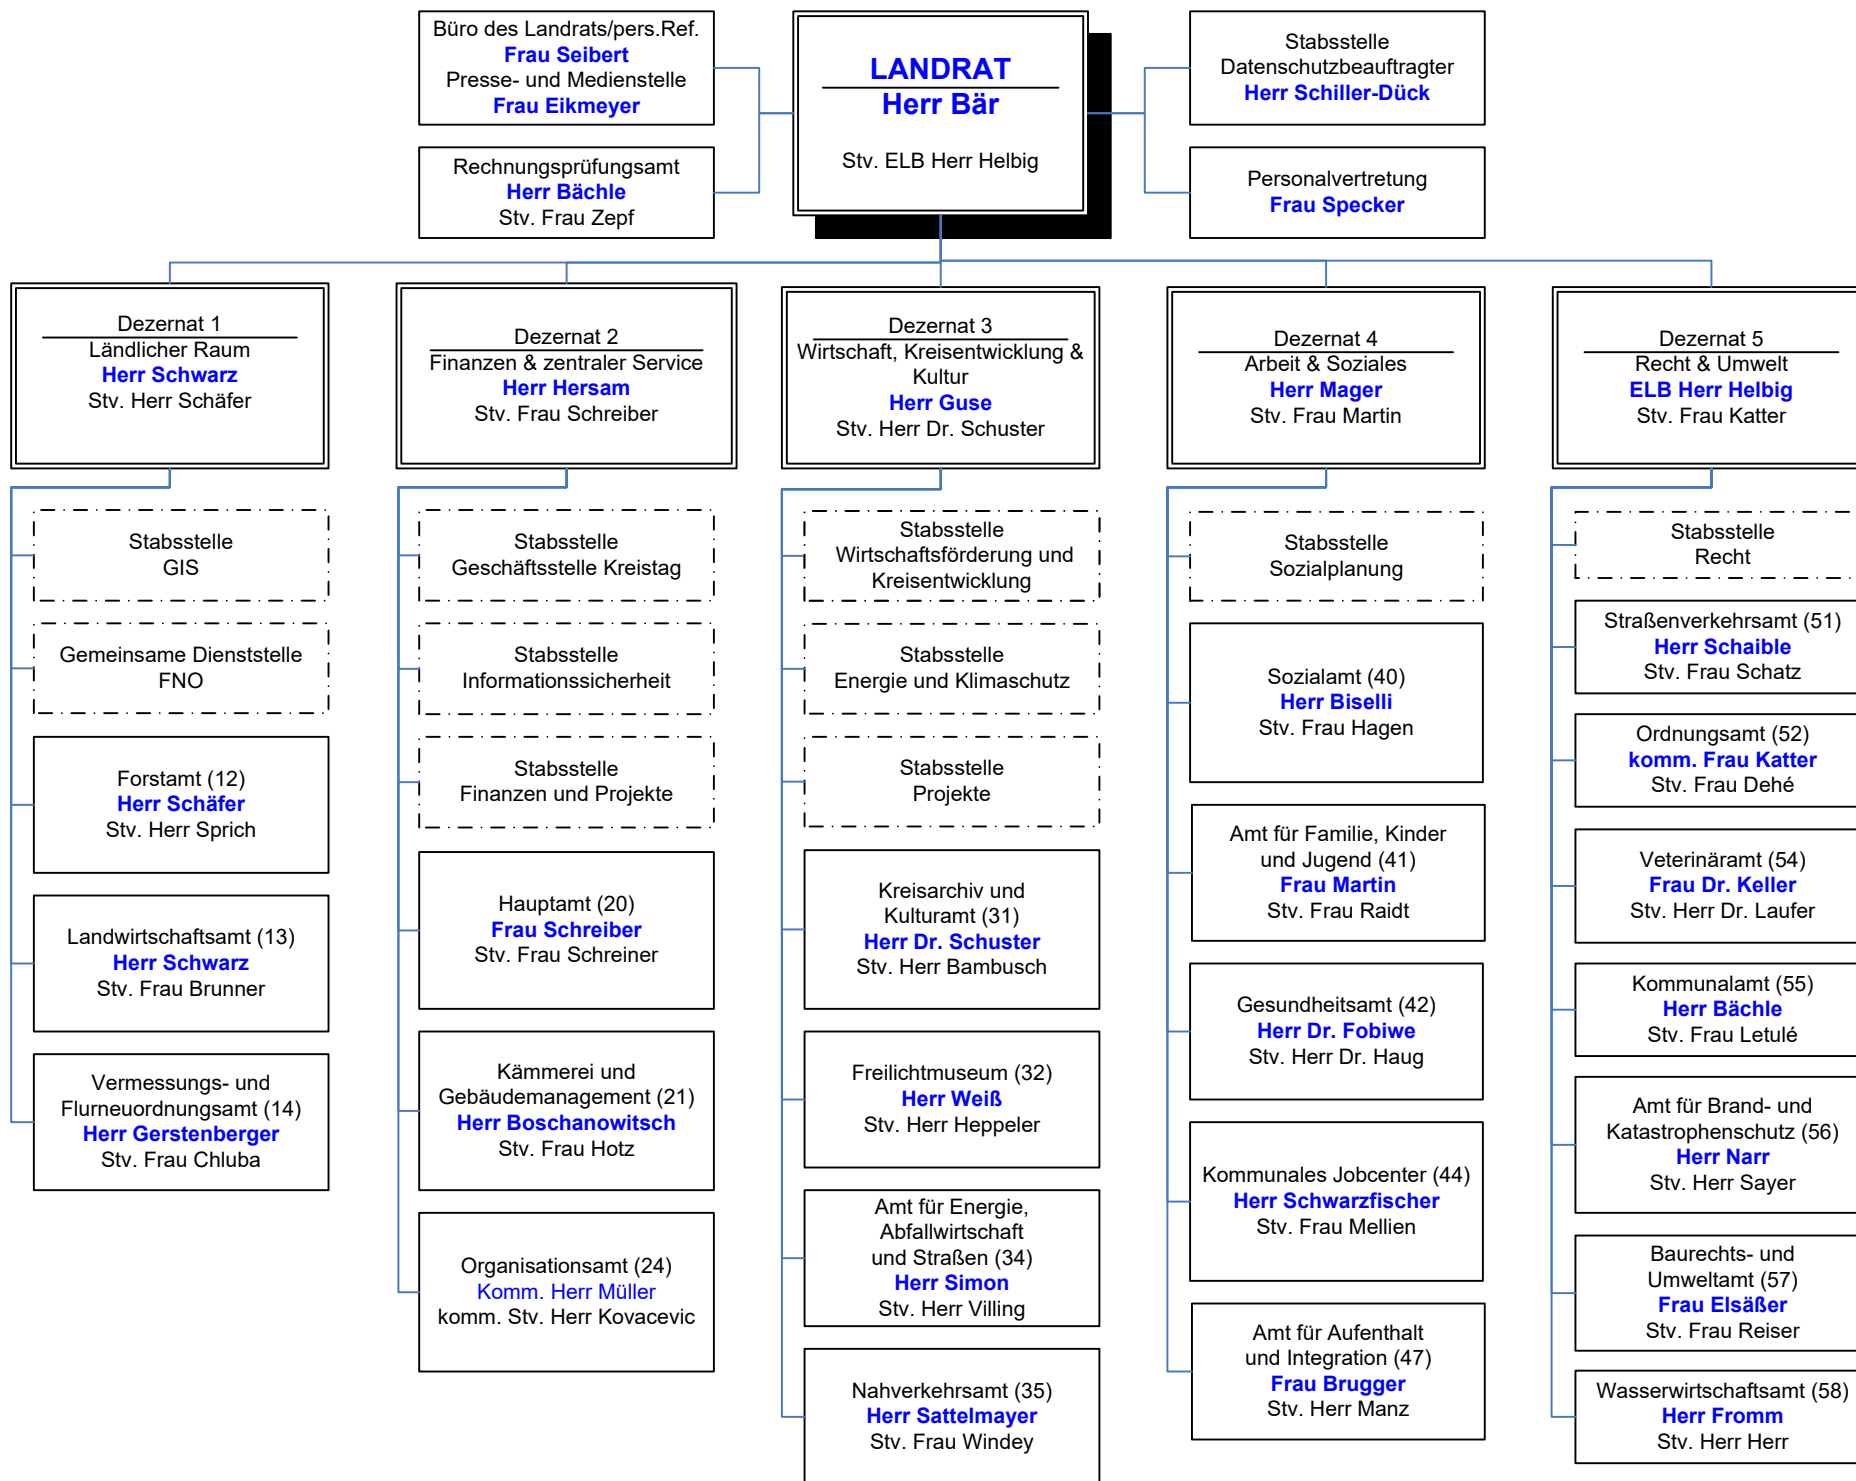 Büro des Landrats/pers.Ref.
Frau Seibert
Presse- und Medienstelle
Frau Eikmeyer
Rechnungsprüfungsamt
Herr Bächle
Stv. Frau Zepf
LANDRAT
Herr Bär
Stv. ELB Herr Helbig
Stabsstelle
Datenschutzbeauftragter
Herr Schiller-Dück
Personalvertretung
Frau Specker
Dezernat 1
Ländlicher Raum
Herr Schwarz
Stv. Herr Schäfer
Stabsstelle
GIS
Gemeinsame Dienststelle
FNO
Forstamt (12)
Herr Schäfer
Stv. Herr Sprich
Landwirtschaftsamt (13)
Herr Schwarz
Stv. Frau Brunner
Vermessungs- und
Flurneuordnungsamt (14)
Herr Gerstenberger
Stv. Frau Chluba
Dezernat 2
Finanzen & zentraler Service
Herr Hersam
Stv. Frau Schreiber
Stabsstelle
Geschäftsstelle Kreistag
Stabsstelle
Informationssicherheit
Stabsstelle
Finanzen und Projekte
Hauptamt (20)
Frau Schreiber
Stv. Frau Schreiner
Kämmerei und
Gebäudemanagement (21)
Herr Boschanowitsch
Stv. Frau Hotz
Organisationsamt (24)
Komm. Herr Müller
komm. Stv. Herr Kovacevic
Dezernat 3
Wirtschaft, Kreisentwicklung &
Kultur
Herr Guse
Stv. Herr Dr. Schuster
Stabsstelle
Wirtschaftsförderung und
Kreisentwicklung
Stabsstelle
Energie und Klimaschutz
Stabsstelle
Projekte
Kreisarchiv und
Kulturamt (31)
Herr Dr. Schuster
Stv. Herr Bambusch
Freilichtmuseum (32)
Herr Weiß
Stv. Herr Heppeler
Amt für Energie,
Abfallwirtschaft
und Straßen (34)
Herr Simon
Stv. Herr Villing
Nahverkehrsamt (35)
Herr Sattelmayer
Stv. Frau Windey
Dezernat 4
Arbeit & Soziales
Herr Mager
Stv. Frau Martin
Stabsstelle
Sozialplanung
Sozialamt (40)
Herr Biselli
Stv. Frau Hagen
Amt für Familie, Kinder
und Jugend (41)
Frau Martin
Stv. Frau Raidt
Gesundheitsamt (42)
Herr Dr. Fobiwe
Stv. Herr Dr. Haug
Kommunales Jobcenter (44)
Herr Schwarzfischer
Stv. Frau Mellien
Amt für Aufenthalt
und Integration (47)
Frau Brugger
Stv. Herr Manz
Dezernat 5
Recht & Umwelt
ELB Herr Helbig
Stv. Frau Katter
Stabsstelle
Recht
Straßenverkehrsamt (51)
Herr Schaible
Stv. Frau Schatz
Ordnungsamt (52)
komm. Frau Katter
Stv. Frau Dehé
Veterinäramt (54)
Frau Dr. Keller
Stv. Herr Dr. Laufer
Kommunalamt (55)
Herr Bächle
Stv. Frau Letulé
Amt für Brand- und
Katastrophenschutz (56)
Herr Narr
Stv. Herr Sayer
Baurechts- und
Umweltamt (57)
Frau Elsäßer
Stv. Frau Reiser
Wasserwirtschaftsamt (58)
Herr Fromm
Stv. Herr Herr